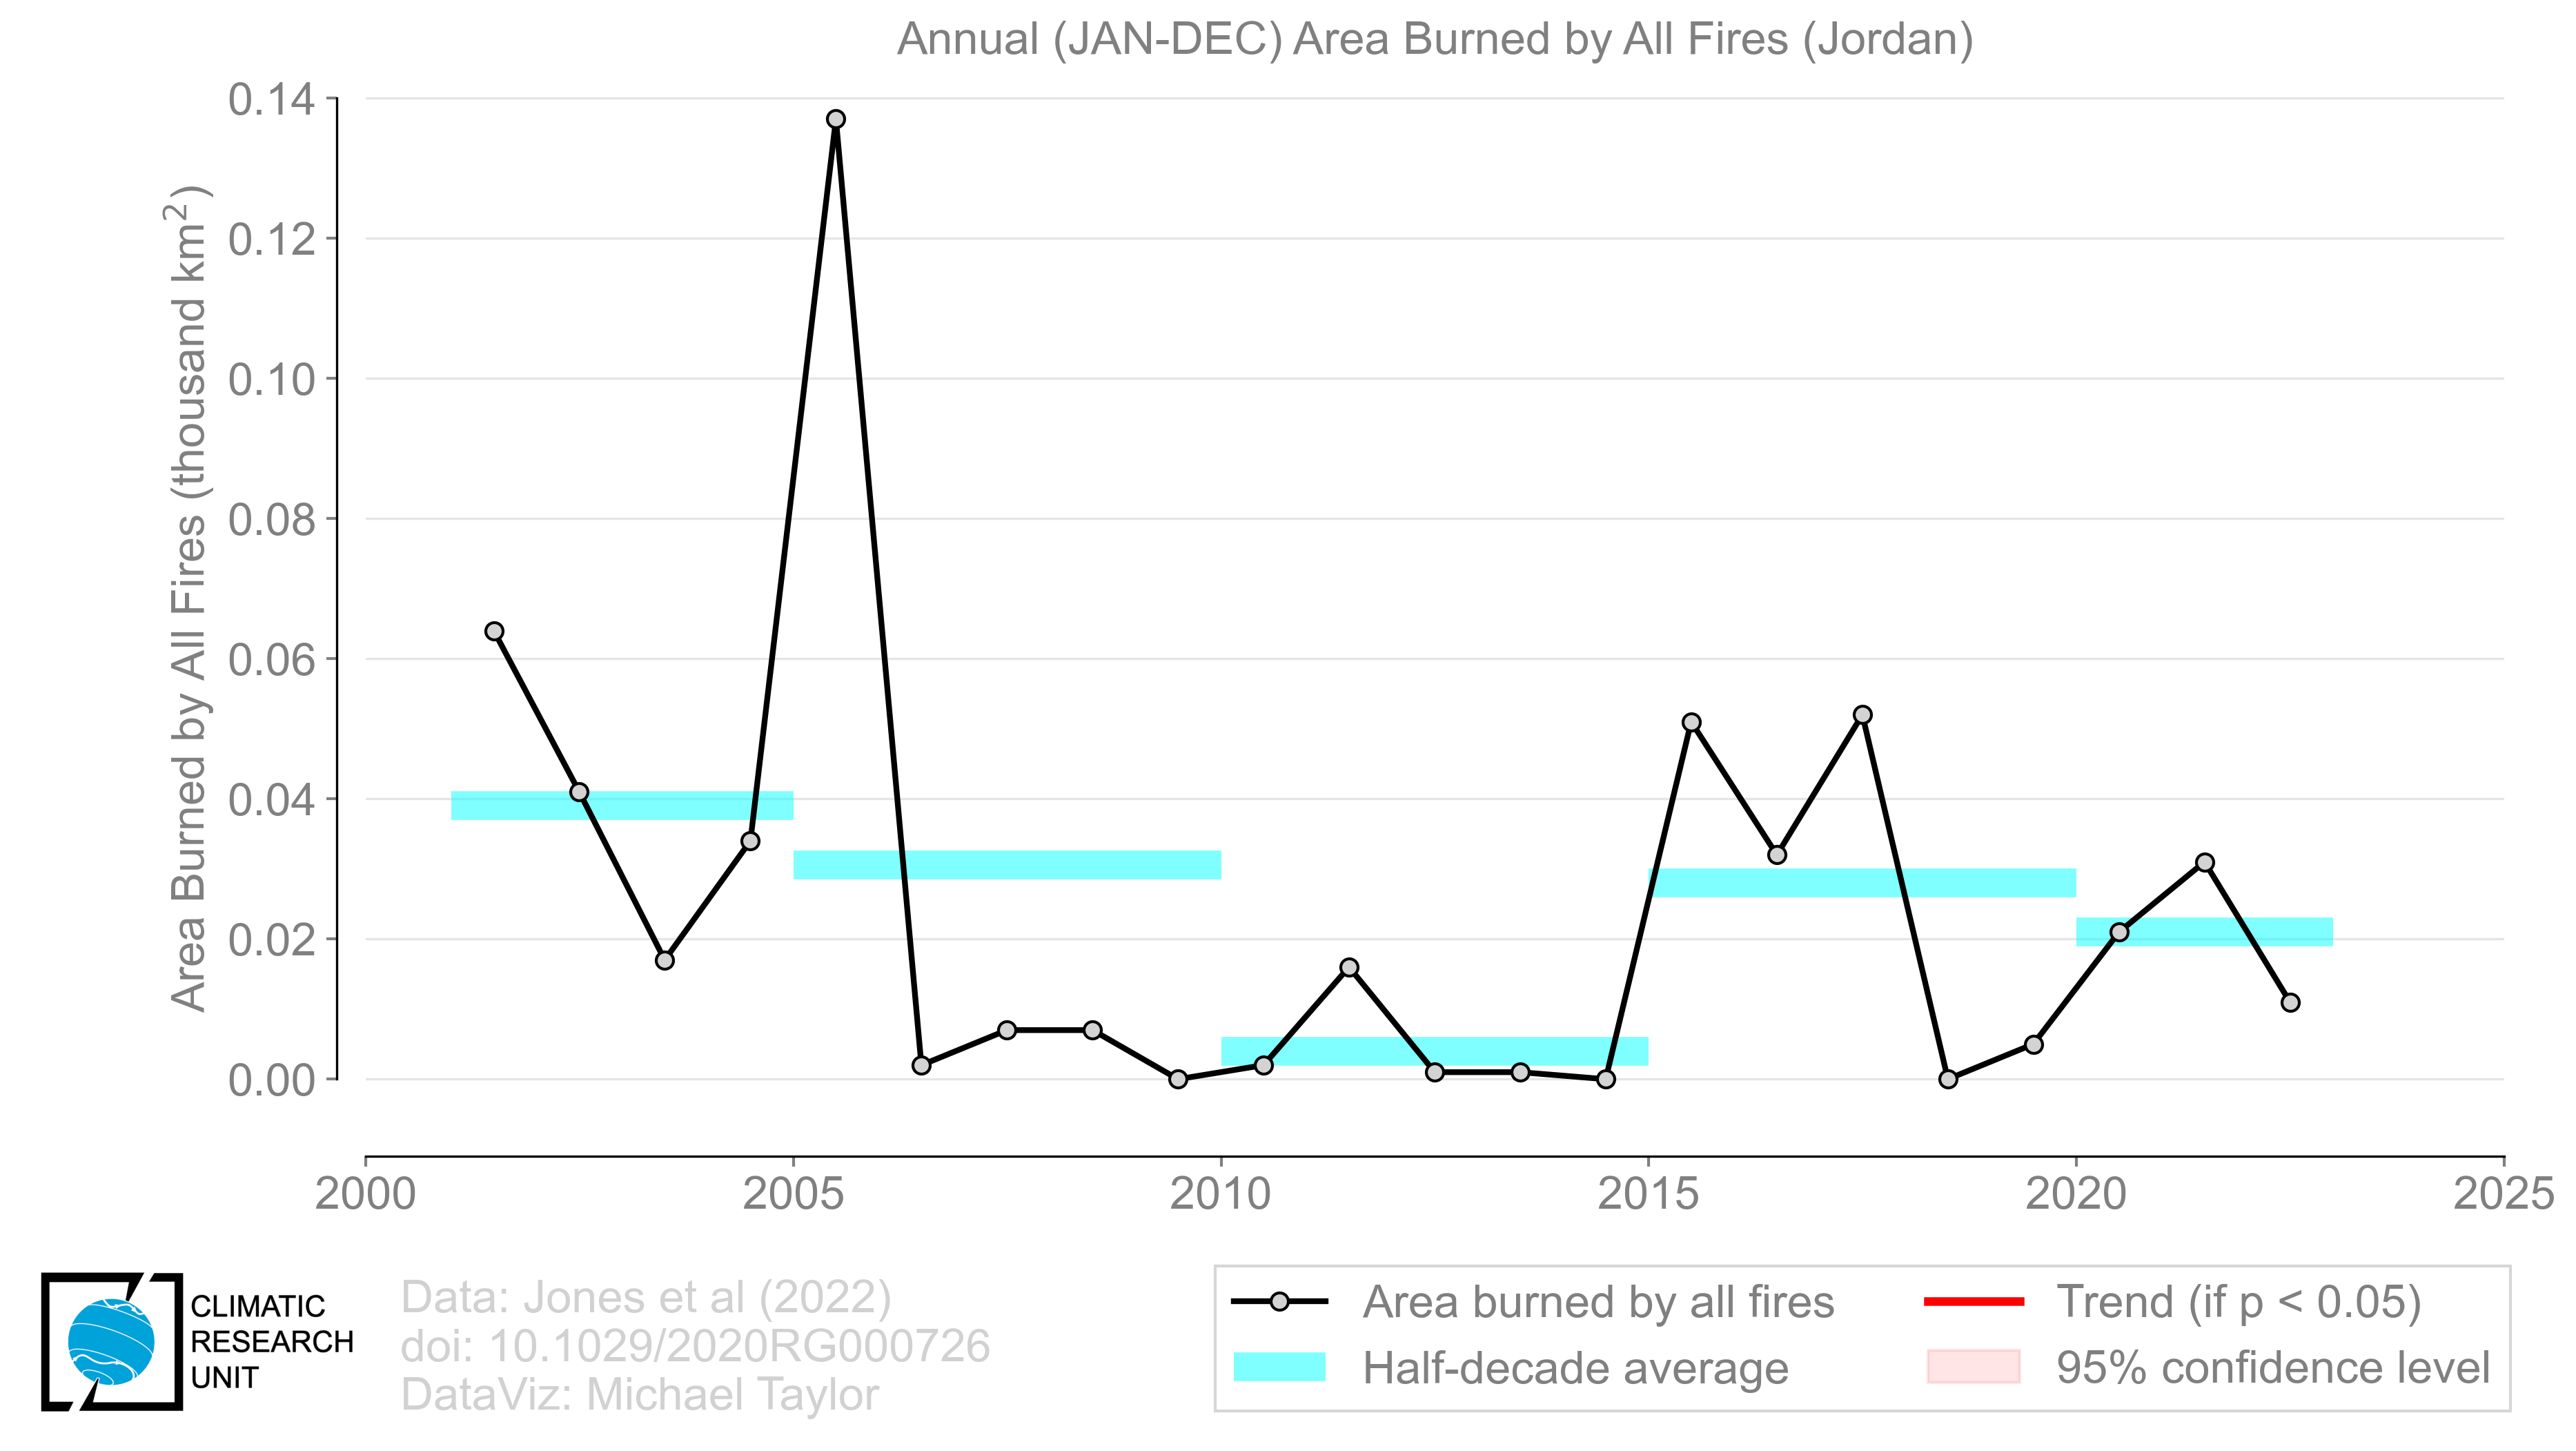 Annual (JAN-DEC) Area Burned by All Fires (Jordan)
Area Burned by All Fires (thousand km²)
0.14
0.12
0.10
0.08
0.06
0.04
0.02
0.00
2000 2005 2010 2015 2020 2025
CLIMATIC
RESEARCH
UNIT
Data: Jones et al (2022)
doi: 10.1029/2020RG000726
DataViz: Michael Taylor
Area burned by all fires
Half-decade average
Trend (if p < 0.05)
95% confidence level